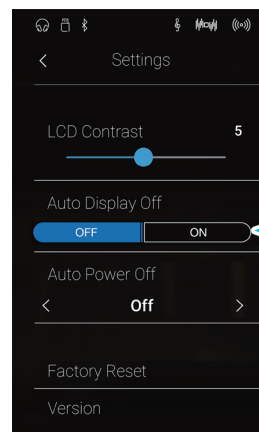 Settings
LCD Contrast 5
Auto Display Off
OFF ON
Auto Power Off
< Off >
Factory Reset
Version